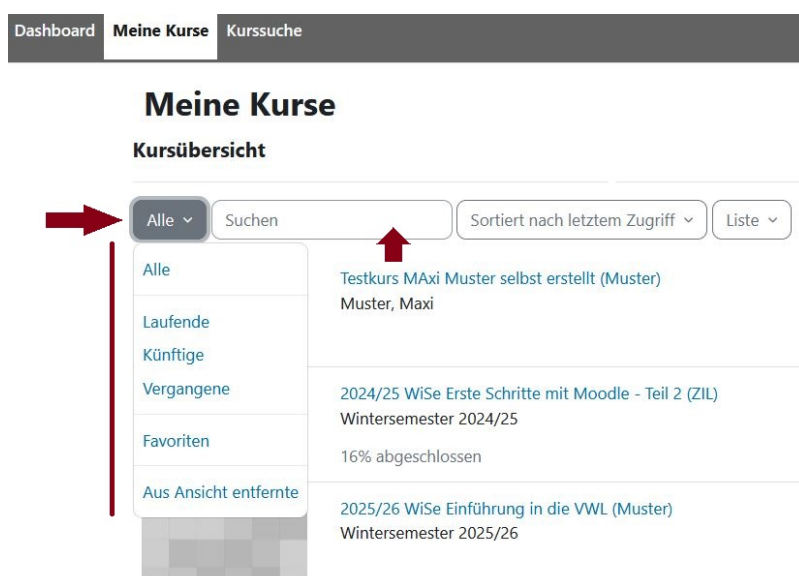 Dashboard Meine Kurse Kurssuche
Meine Kurse
Kursübersicht
Alle Suchen Sortiert nach letztem Zugriff Liste
Alle
Laufende
Künftige
Vergangene
Favoriten
Aus Ansicht entfernte
Testkurs MAxi Muster selbst erstellt (Muster)
Muster, Maxi
2024/25 WiSe Erste Schritte mit Moodle - Teil 2 (ZIL)
Wintersemester 2024/25
16% abgeschlossen
2025/26 WiSe Einführung in die VWL (Muster)
Wintersemester 2025/26